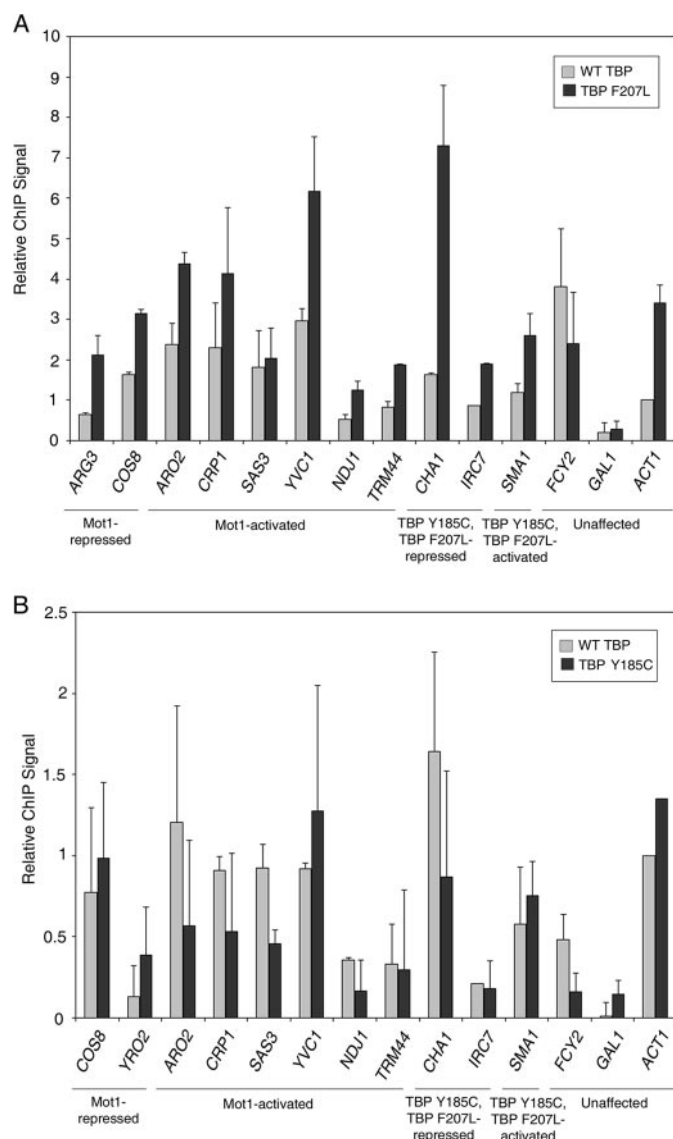 A
10
8
7
6
5
4
3
2
1
0
Relative ChIP Signal
WT TBP
TBP F207L
ARG3
COS8
ARO2
CRP1
SAS3
YVC1
NDJ1
TRM44
CHA1
IRC7
SMA1
FCY2
GAL1
ACT1
Mot1-
repressed
Mot1-activated
TBP Y185C,
TBP F207L-
repressed
TBP Y185C,
TBP F207L-
activated
Unaffected
B
2.5
2
1.5
1
0.5
0
Relative ChIP Signal
WT TBP
TBP Y185C
COS8
YRO2
ARO2
CRP1
SAS3
YVC1
NDJ1
TRM44
CHA1
IRC7
SMA1
FCY2
GAL1
ACT1
Mot1-
repressed
Mot1-activated
TBP Y185C,
TBP F207L-
repressed
TBP Y185C,
TBP F207L-
activated
Unaffected